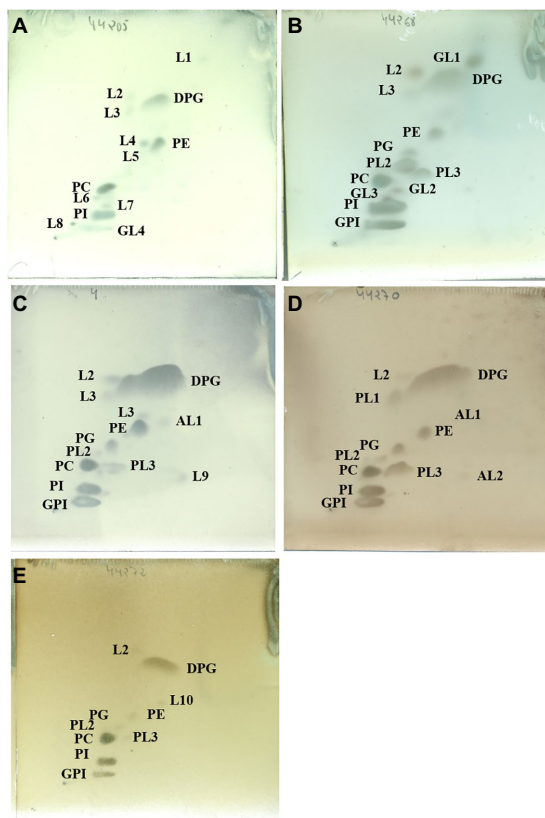 A
44205
L1
L2
DPG
L3
L4
PE
L5
PC
L6
L7
PI
L8
GL4
B
44268
GL1
L2
DPG
L3
PE
PG
PL2
PL3
PC
GL3
GL2
PI
GPI
C
4
L2
DPG
L3
L3
AL1
PE
PG
PL2
PC
PL3
L9
PI
GPI
D
44270
L2
DPG
PL1
AL1
PE
PG
PL2
PC
PL3
AL2
PI
GPI
E
44272
L2
DPG
L10
PG
PE
PL2
PC
PL3
PI
GPI